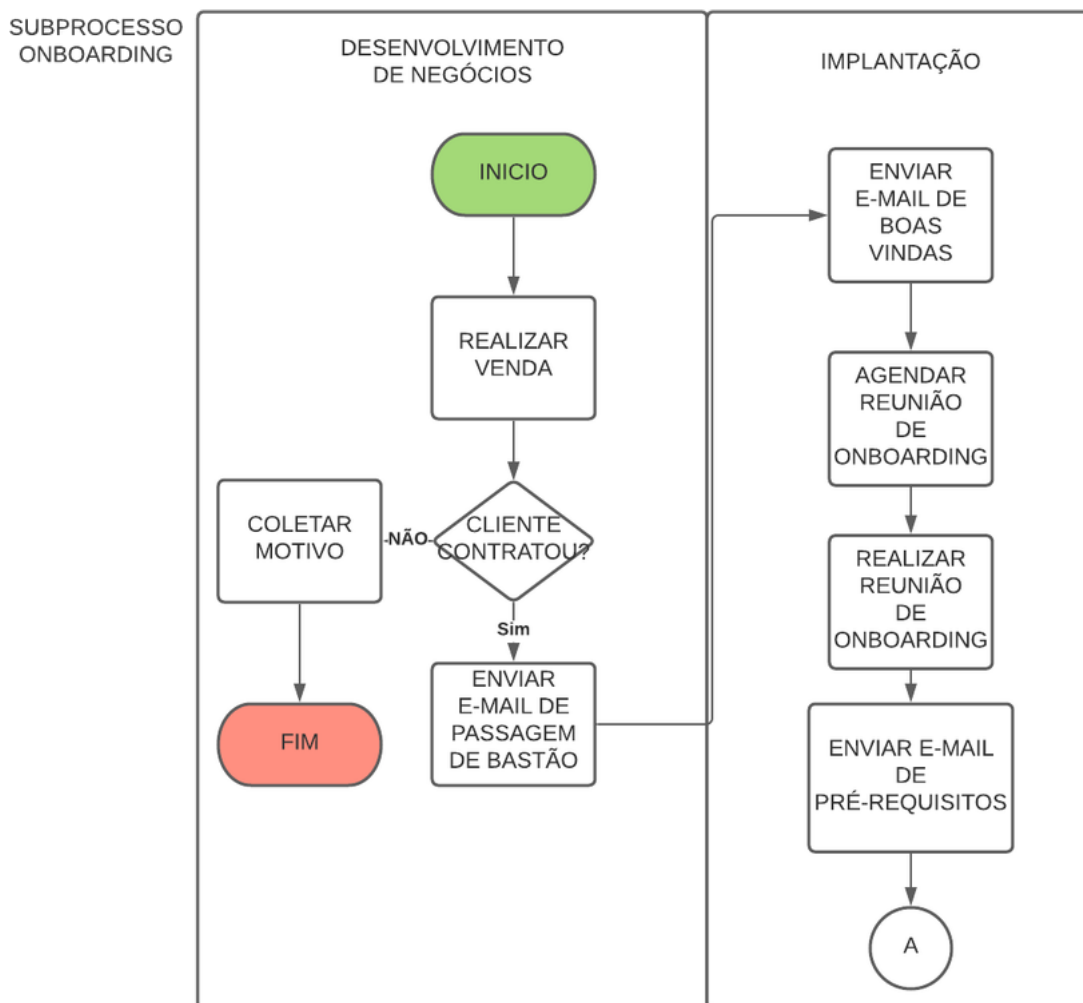 SUBPROCESSO
ONBOARDING
DESENVOLVIMENTO
DE NEGÓCIOS
INICIO
REALIZAR
VENDA
CLIENTE
CONTRATOU?
NÃO
COLETAR
MOTIVO
FIM
Sim
ENVIAR
E-MAIL DE
PASSAGEM
DE BASTÃO
IMPLANTAÇÃO
ENVIAR
E-MAIL DE
BOAS
VINDAS
AGENDAR
REUNIÃO
DE
ONBOARDING
REALIZAR
REUNIÃO
DE
ONBOARDING
ENVIAR E-MAIL
DE
PRÉ-REQUISITOS
A